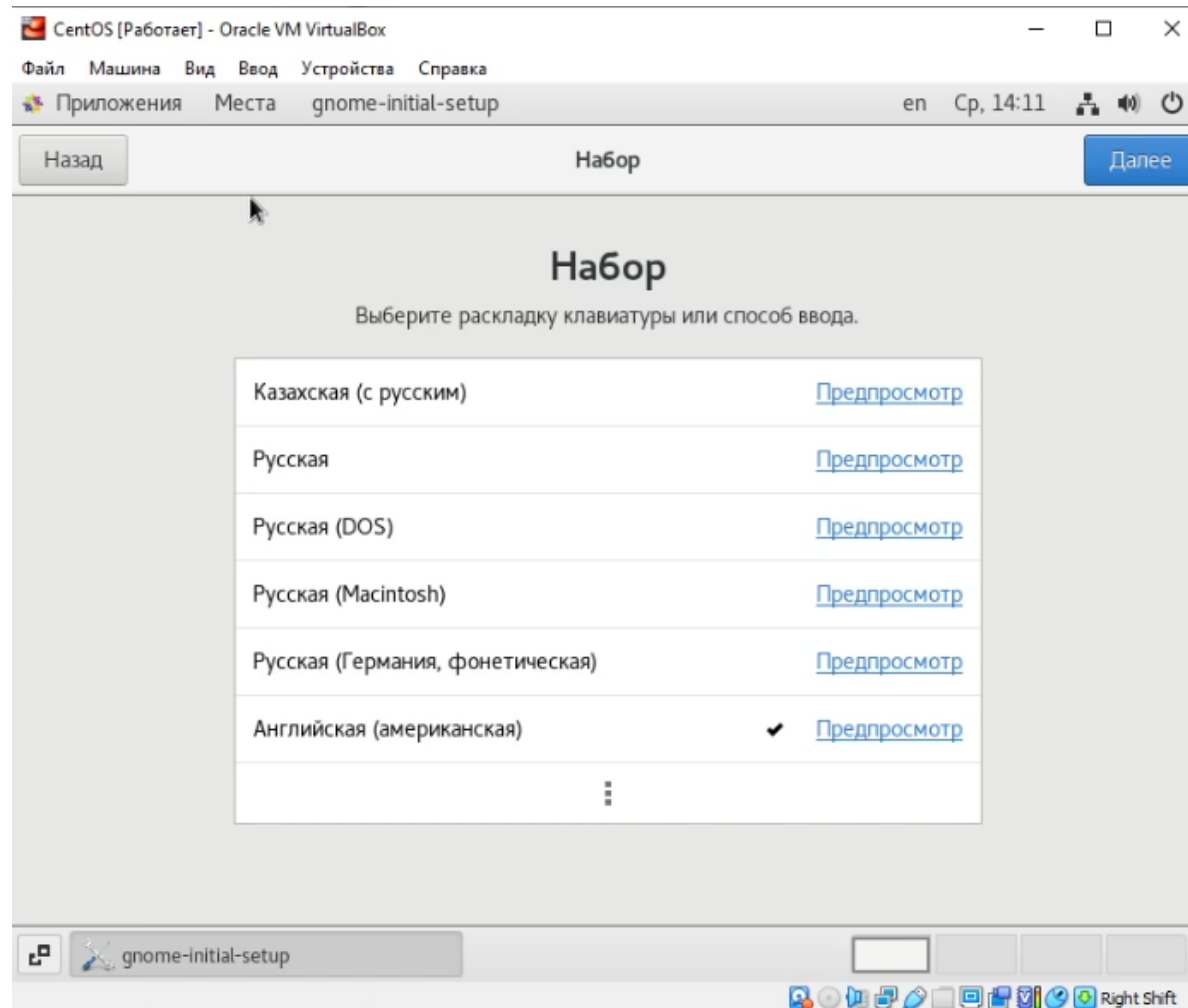 CentOS [Работает] - Oracle VM VirtualBox
Файл Машина Вид Ввод Устройства Справка
Приложения Места gnome-initial-setup en Ср, 14:11
Назад Набор Далее
Набор
Выберите раскладку клавиатуры или способ ввода.
Казахская (с русским) Предпросмотр
Русская Предпросмотр
Русская (DOS) Предпросмотр
Русская (Macintosh) Предпросмотр
Русская (Германия, фонетическая) Предпросмотр
Английская (американская) Предпросмотр
gnome-initial-setup
Right Shift